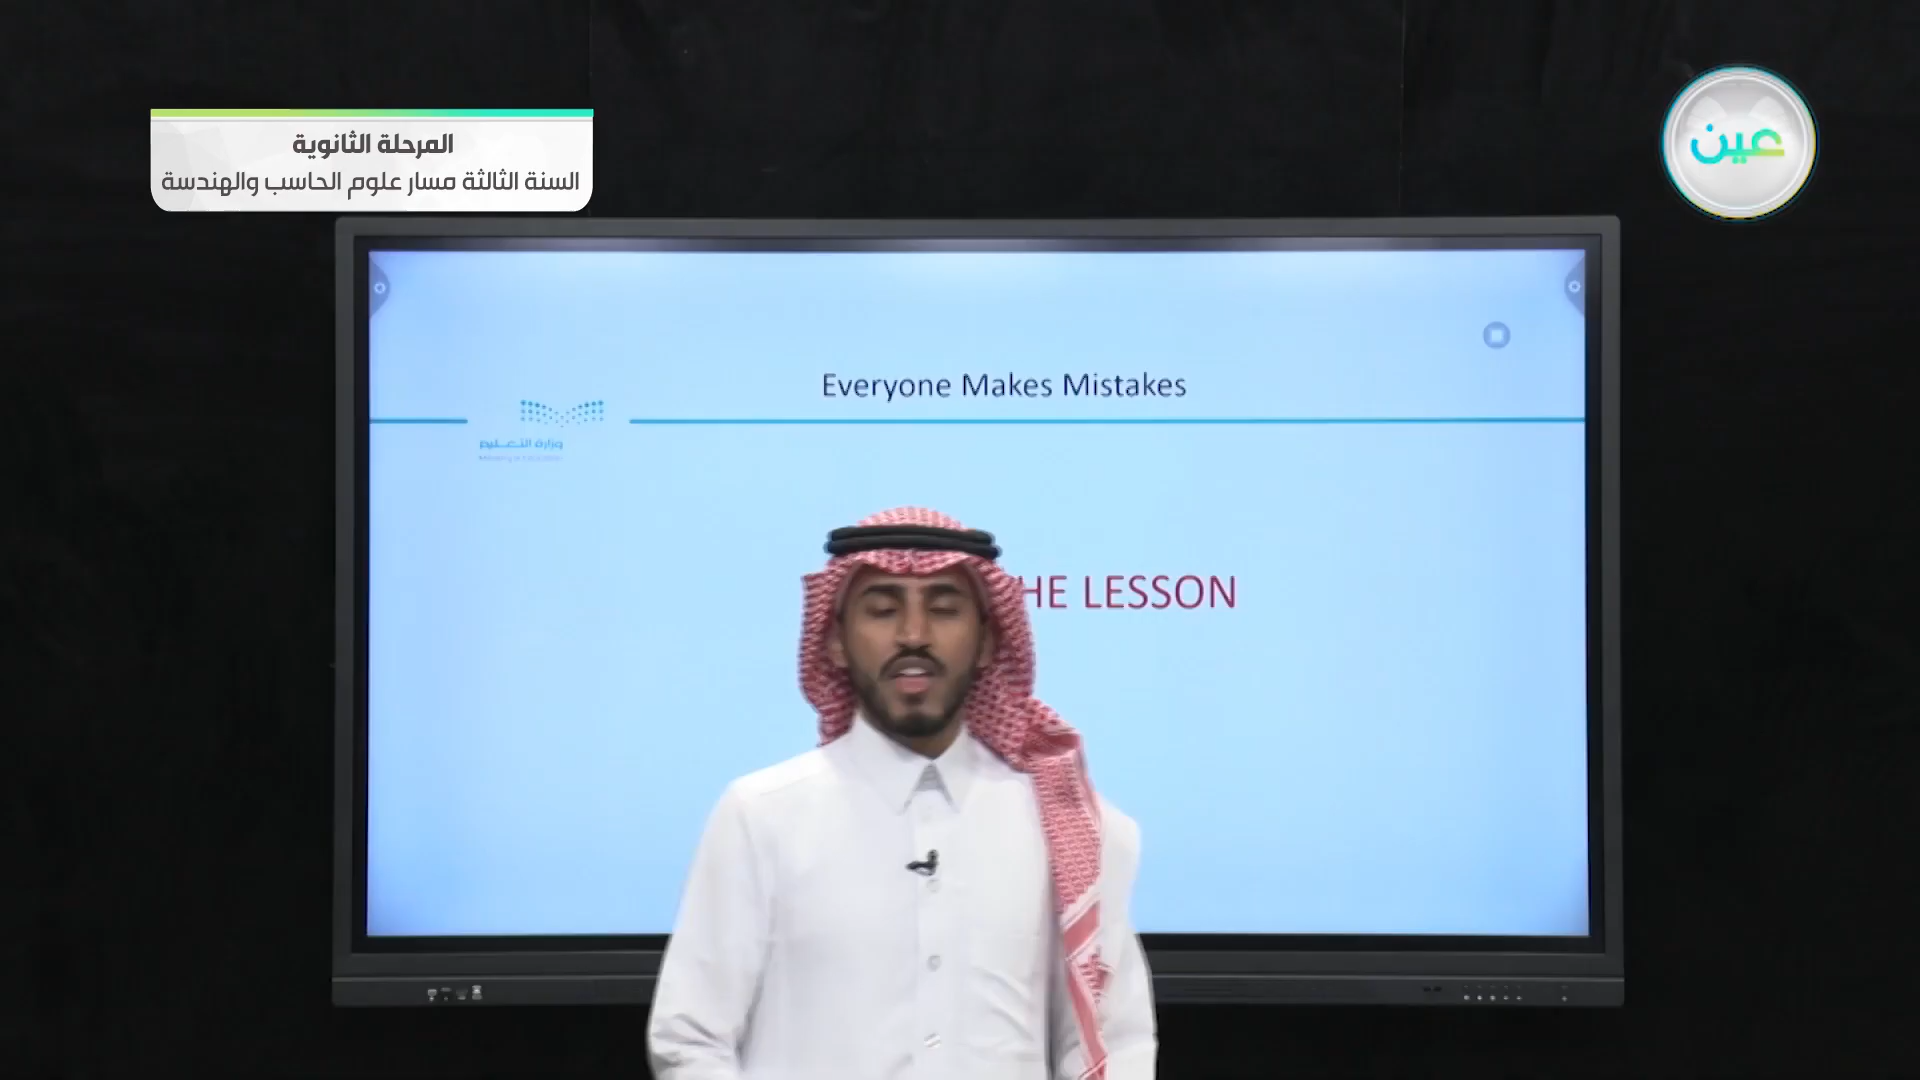 المرحلة الثانوية
السنة الثالثة مسار علوم الحاسب والهندسة
عين
Everyone Makes Mistakes
وزارة التعليم
HE LESSON